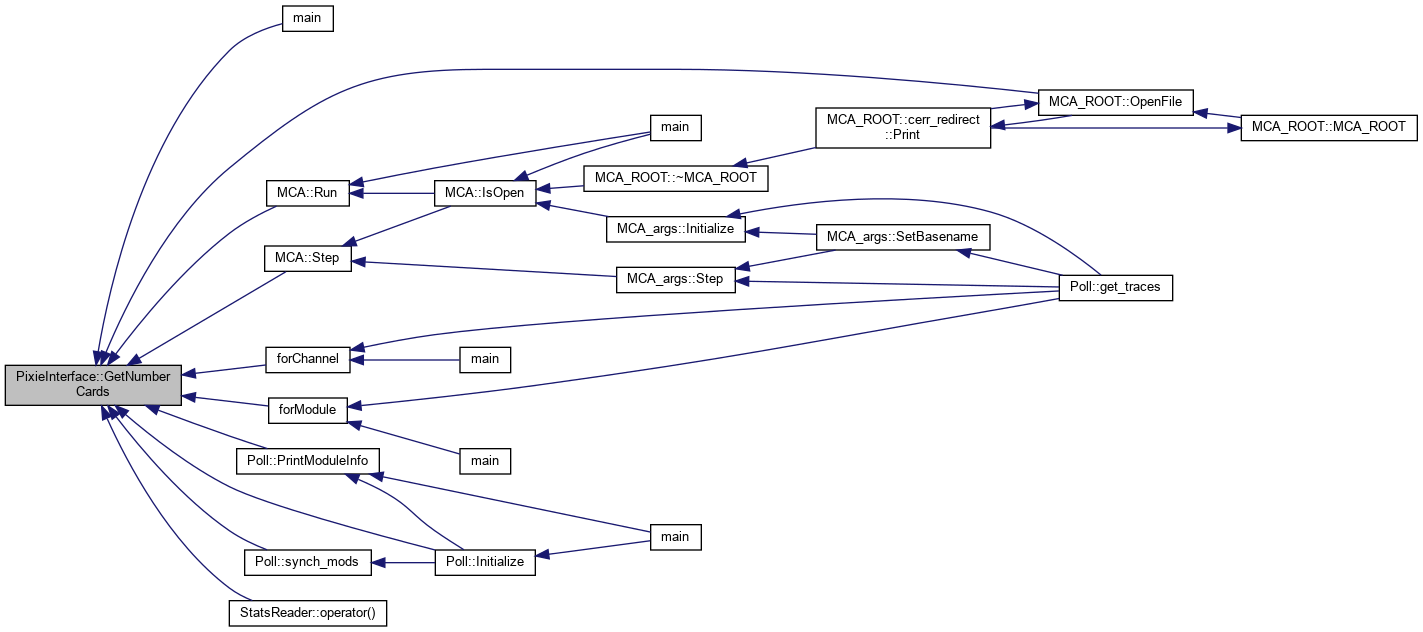 main
MCA_ROOT::OpenFile
MCA_ROOT::cerr_redirect
::Print
main
MCA_ROOT::MCA_ROOT
MCA_ROOT::~MCA_ROOT
MCA::Run
MCA::IsOpen
MCA_args::Initialize
MCA_args::SetBasename
MCA::Step
MCA_args::Step
Poll::get_traces
forChannel
main
PixieInterface::GetNumber
Cards
forModule
main
Poll::PrintModuleInfo
main
Poll::synch_mods
Poll::Initialize
StatsReader::operator()